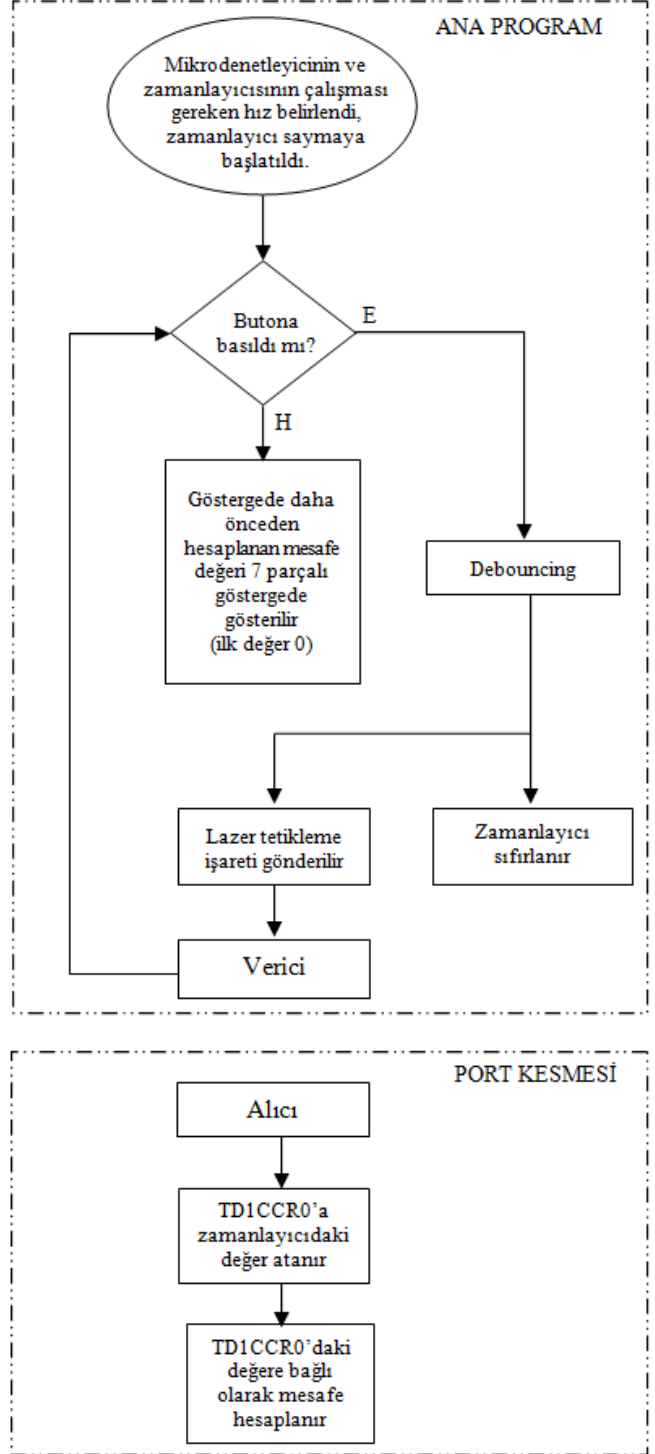 ANA PROGRAM
Mikrodenetleyicinin ve
zamanlayıcısının çalışması
gereken hız belirlendi,
zamanlayıcı saymaya
başlatıldı.
Butona
basıldı mı?
E
H
Göstergede daha
önceden
hesaplanan mesafe
değeri 7 parçalı
göstergede
gösterilir
(ilk değer 0)
Debouncing
Lazer tetikleme
işareti gönderilir
Zamanlayıcı
sıfırlanır
Verici
PORT KESMESİ
Alıcı
TD1CCR0’a
zamanlayıcıdaki
değer atanır
TD1CCR0’daki
değere bağlı
olarak mesafe
hesaplanır